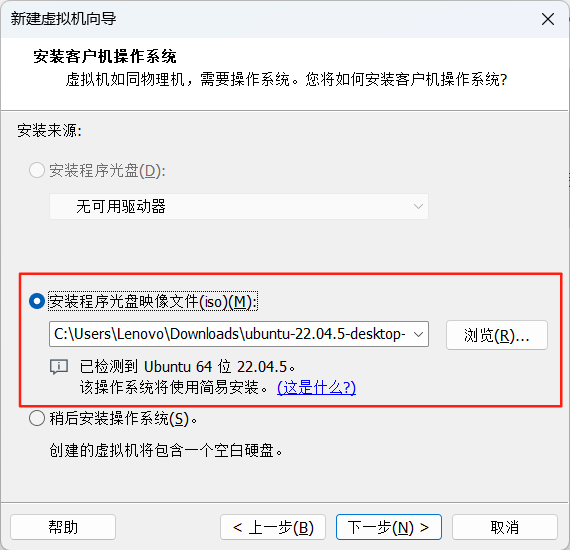 新建虚拟机向导
安装客户机操作系统
虚拟机如同物理机，需要操作系统。您将如何安装客户机操作系统?
安装来源:
安装程序光盘(D):
无可用驱动器
安装程序光盘映像文件(iso)(M):
C:\Users\Lenovo\Downloads\ubuntu-22.04.5-desktop-
浏览(R)...
已检测到 Ubuntu 64 位 22.04.5。
该操作系统将使用简易安装。 (这是什么?)
稍后安装操作系统(S)。
创建的虚拟机将包含一个空白硬盘。
帮助
< 上一步(B)
下一步(N) >
取消